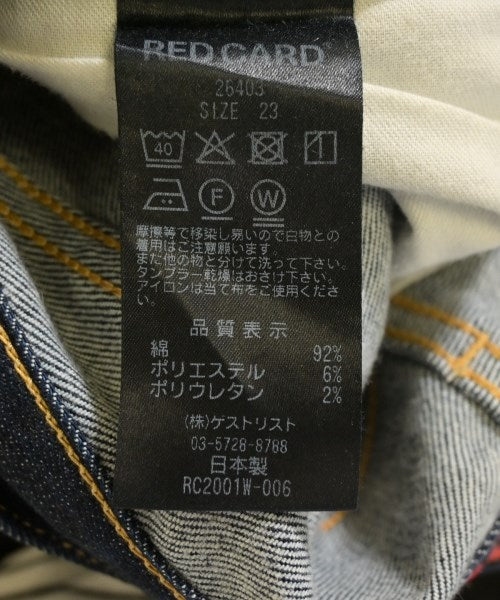 RED CARD
26403
SIZE 23
40
F W
摩擦等で移染し易いので白物との
着用はご注意願います
また他の物と分けて洗って下さい。
タンブラー乾燥はおさけ下さい。
アイロンは当て布をご使用くださ
い。
品質表示
綿 92%
ポリエステル 6%
ポリウレタン 2%
(株)ゲストリスト
03-5728-8788
日本製
RC2001W-006